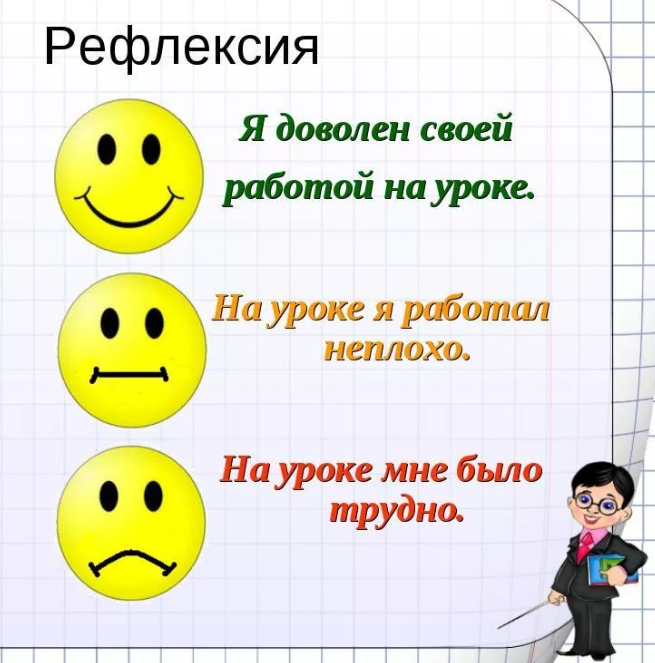 Рефлексия
Я доволен своей
работой на уроке.
На уроке я работал
неплохо.
На уроке мне было
трудно.